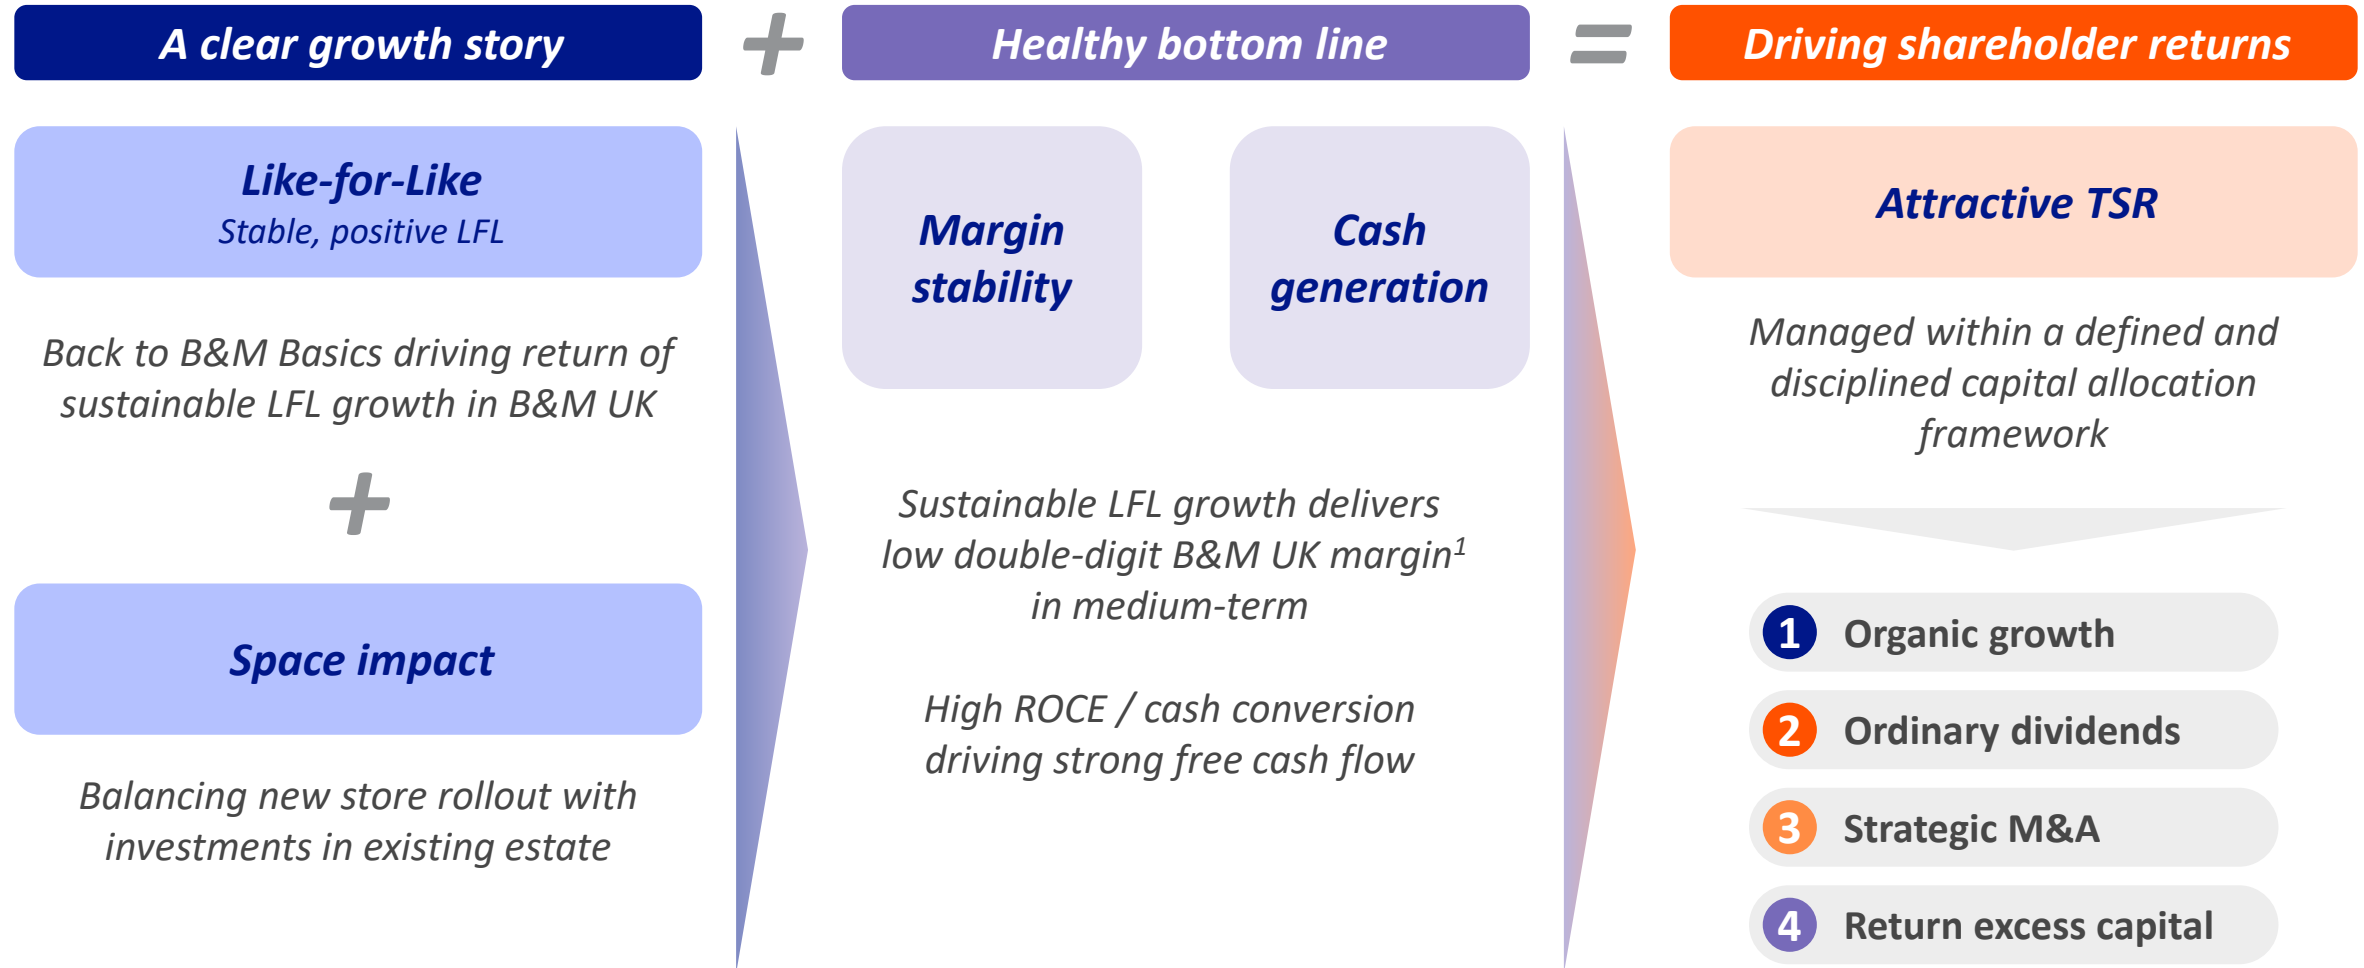 A clear growth story
+
Healthy bottom line
=
Driving shareholder returns
Like-for-Like
Stable, positive LFL
Back to B&M Basics driving return of
sustainable LFL growth in B&M UK
+
Space impact
Balancing new store rollout with
investments in existing estate
Margin
stability
Cash
generation
Sustainable LFL growth delivers
low double-digit B&M UK margin¹
in medium-term
High ROCE / cash conversion
driving strong free cash flow
Attractive TSR
Managed within a defined and
disciplined capital allocation
framework
1 Organic growth
2 Ordinary dividends
3 Strategic M&A
4 Return excess capital